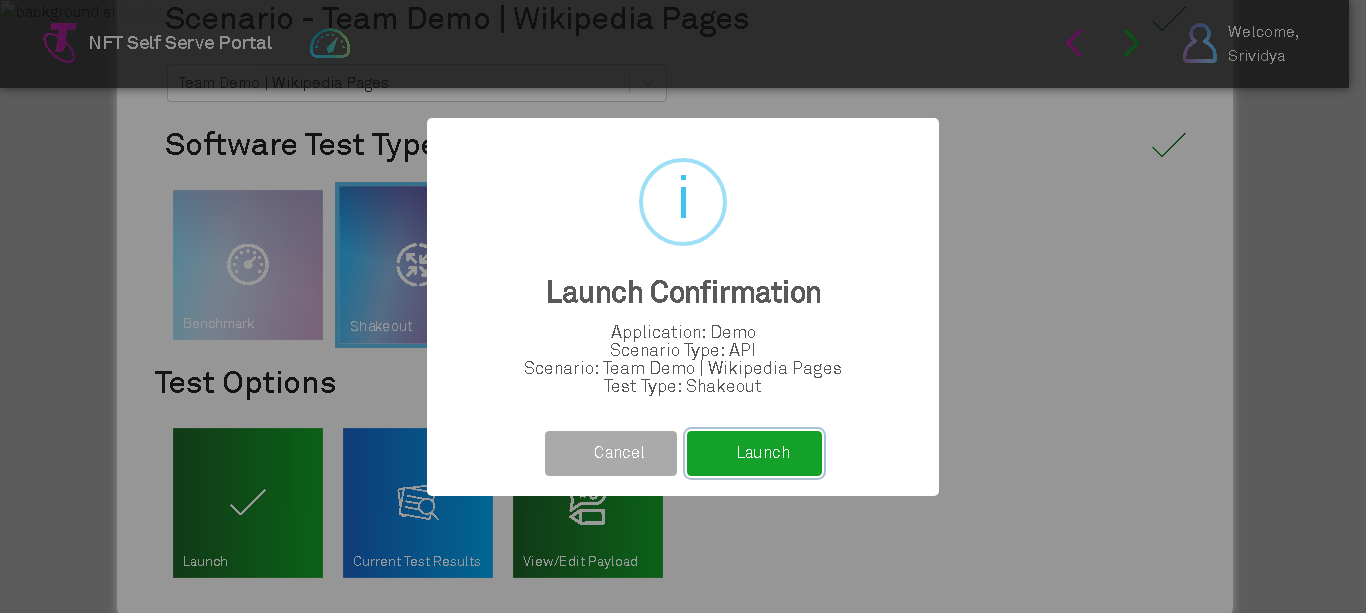 background sl
Scenario - Team Demo | Wikipedia Pages
NFT Self Serve Portal
Welcome,
Srividya
Team Demo | Wikipedia Pages
Software Test Type
Benchmark
Shakeout
Launch Confirmation
Application: Demo
Scenario Type: API
Scenario: Team Demo | Wikipedia Pages
Test Type: Shakeout
Cancel
Launch
Test Options
Launch
Current Test Results
View/Edit Payload